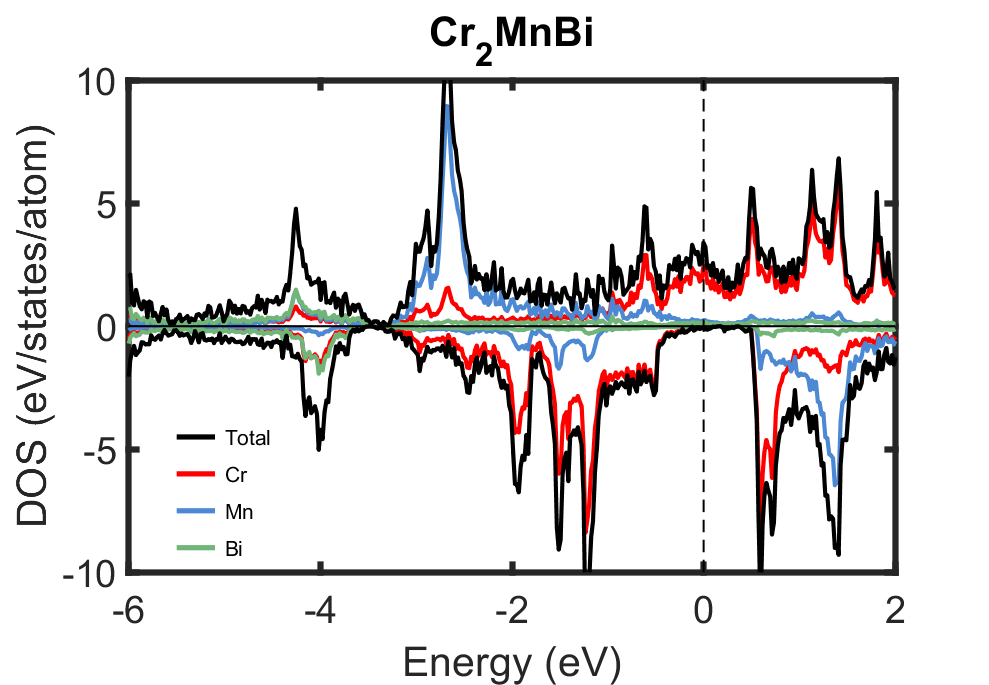 Cr₂MnBi
DOS (eV/states/atom)
10
5
0
-5
-10
Total
Cr
Mn
Bi
-6 -4 -2 0 2
Energy (eV)